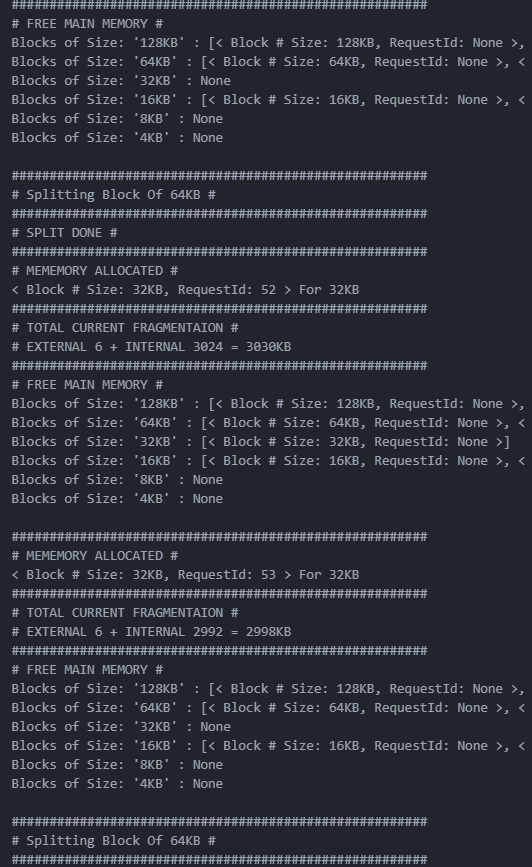 #######################################################
# FREE MAIN MEMORY #
Blocks of Size: '128KB' : [< Block # Size: 128KB, RequestId: None >,
Blocks of Size: '64KB' : [< Block # Size: 64KB, RequestId: None >, <
Blocks of Size: '32KB' : None
Blocks of Size: '16KB' : [< Block # Size: 16KB, RequestId: None >, <
Blocks of Size: '8KB' : None
Blocks of Size: '4KB' : None
#######################################################
# Splitting Block Of 64KB #
#######################################################
# SPLIT DONE #
#######################################################
# MEMEMORY ALLOCATED #
< Block # Size: 32KB, RequestId: 52 > For 32KB
#######################################################
# TOTAL CURRENT FRAGMENTAION #
# EXTERNAL 6 + INTERNAL 3024 = 3030KB
#######################################################
# FREE MAIN MEMORY #
Blocks of Size: '128KB' : [< Block # Size: 128KB, RequestId: None >,
Blocks of Size: '64KB' : [< Block # Size: 64KB, RequestId: None >, <
Blocks of Size: '32KB' : [< Block # Size: 32KB, RequestId: None >]
Blocks of Size: '16KB' : [< Block # Size: 16KB, RequestId: None >, <
Blocks of Size: '8KB' : None
Blocks of Size: '4KB' : None
#######################################################
# MEMEMORY ALLOCATED #
< Block # Size: 32KB, RequestId: 53 > For 32KB
#######################################################
# TOTAL CURRENT FRAGMENTAION #
# EXTERNAL 6 + INTERNAL 2992 = 2998KB
#######################################################
# FREE MAIN MEMORY #
Blocks of Size: '128KB' : [< Block # Size: 128KB, RequestId: None >,
Blocks of Size: '64KB' : [< Block # Size: 64KB, RequestId: None >, <
Blocks of Size: '32KB' : None
Blocks of Size: '16KB' : [< Block # Size: 16KB, RequestId: None >, <
Blocks of Size: '8KB' : None
Blocks of Size: '4KB' : None
#######################################################
# Splitting Block Of 64KB #
#######################################################